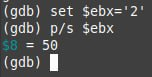 (gdb) set $ebx='2'
(gdb) p/s $ebx
$8 = 50
(gdb)